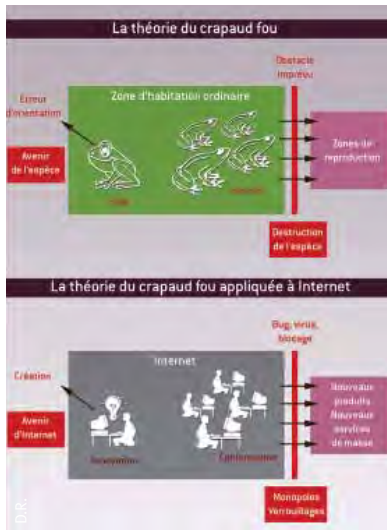 La théorie du crapaud fou
Obstacle
imprévu
Zone d'habitation ordinaire
Erreur
d'orientation
Avenir
de l'espèce
Zones de
reproduction
Destruction
de l'espèce
La théorie du crapaud fou appliquée à Internet
Bug, virus,
blocage
Internet
Création
Avenir
d'Internet
Innovation
Conformisme
Nouveaux
produits
Nouveaux
services
de masse
Monopoles
Verrouillages
D.R.